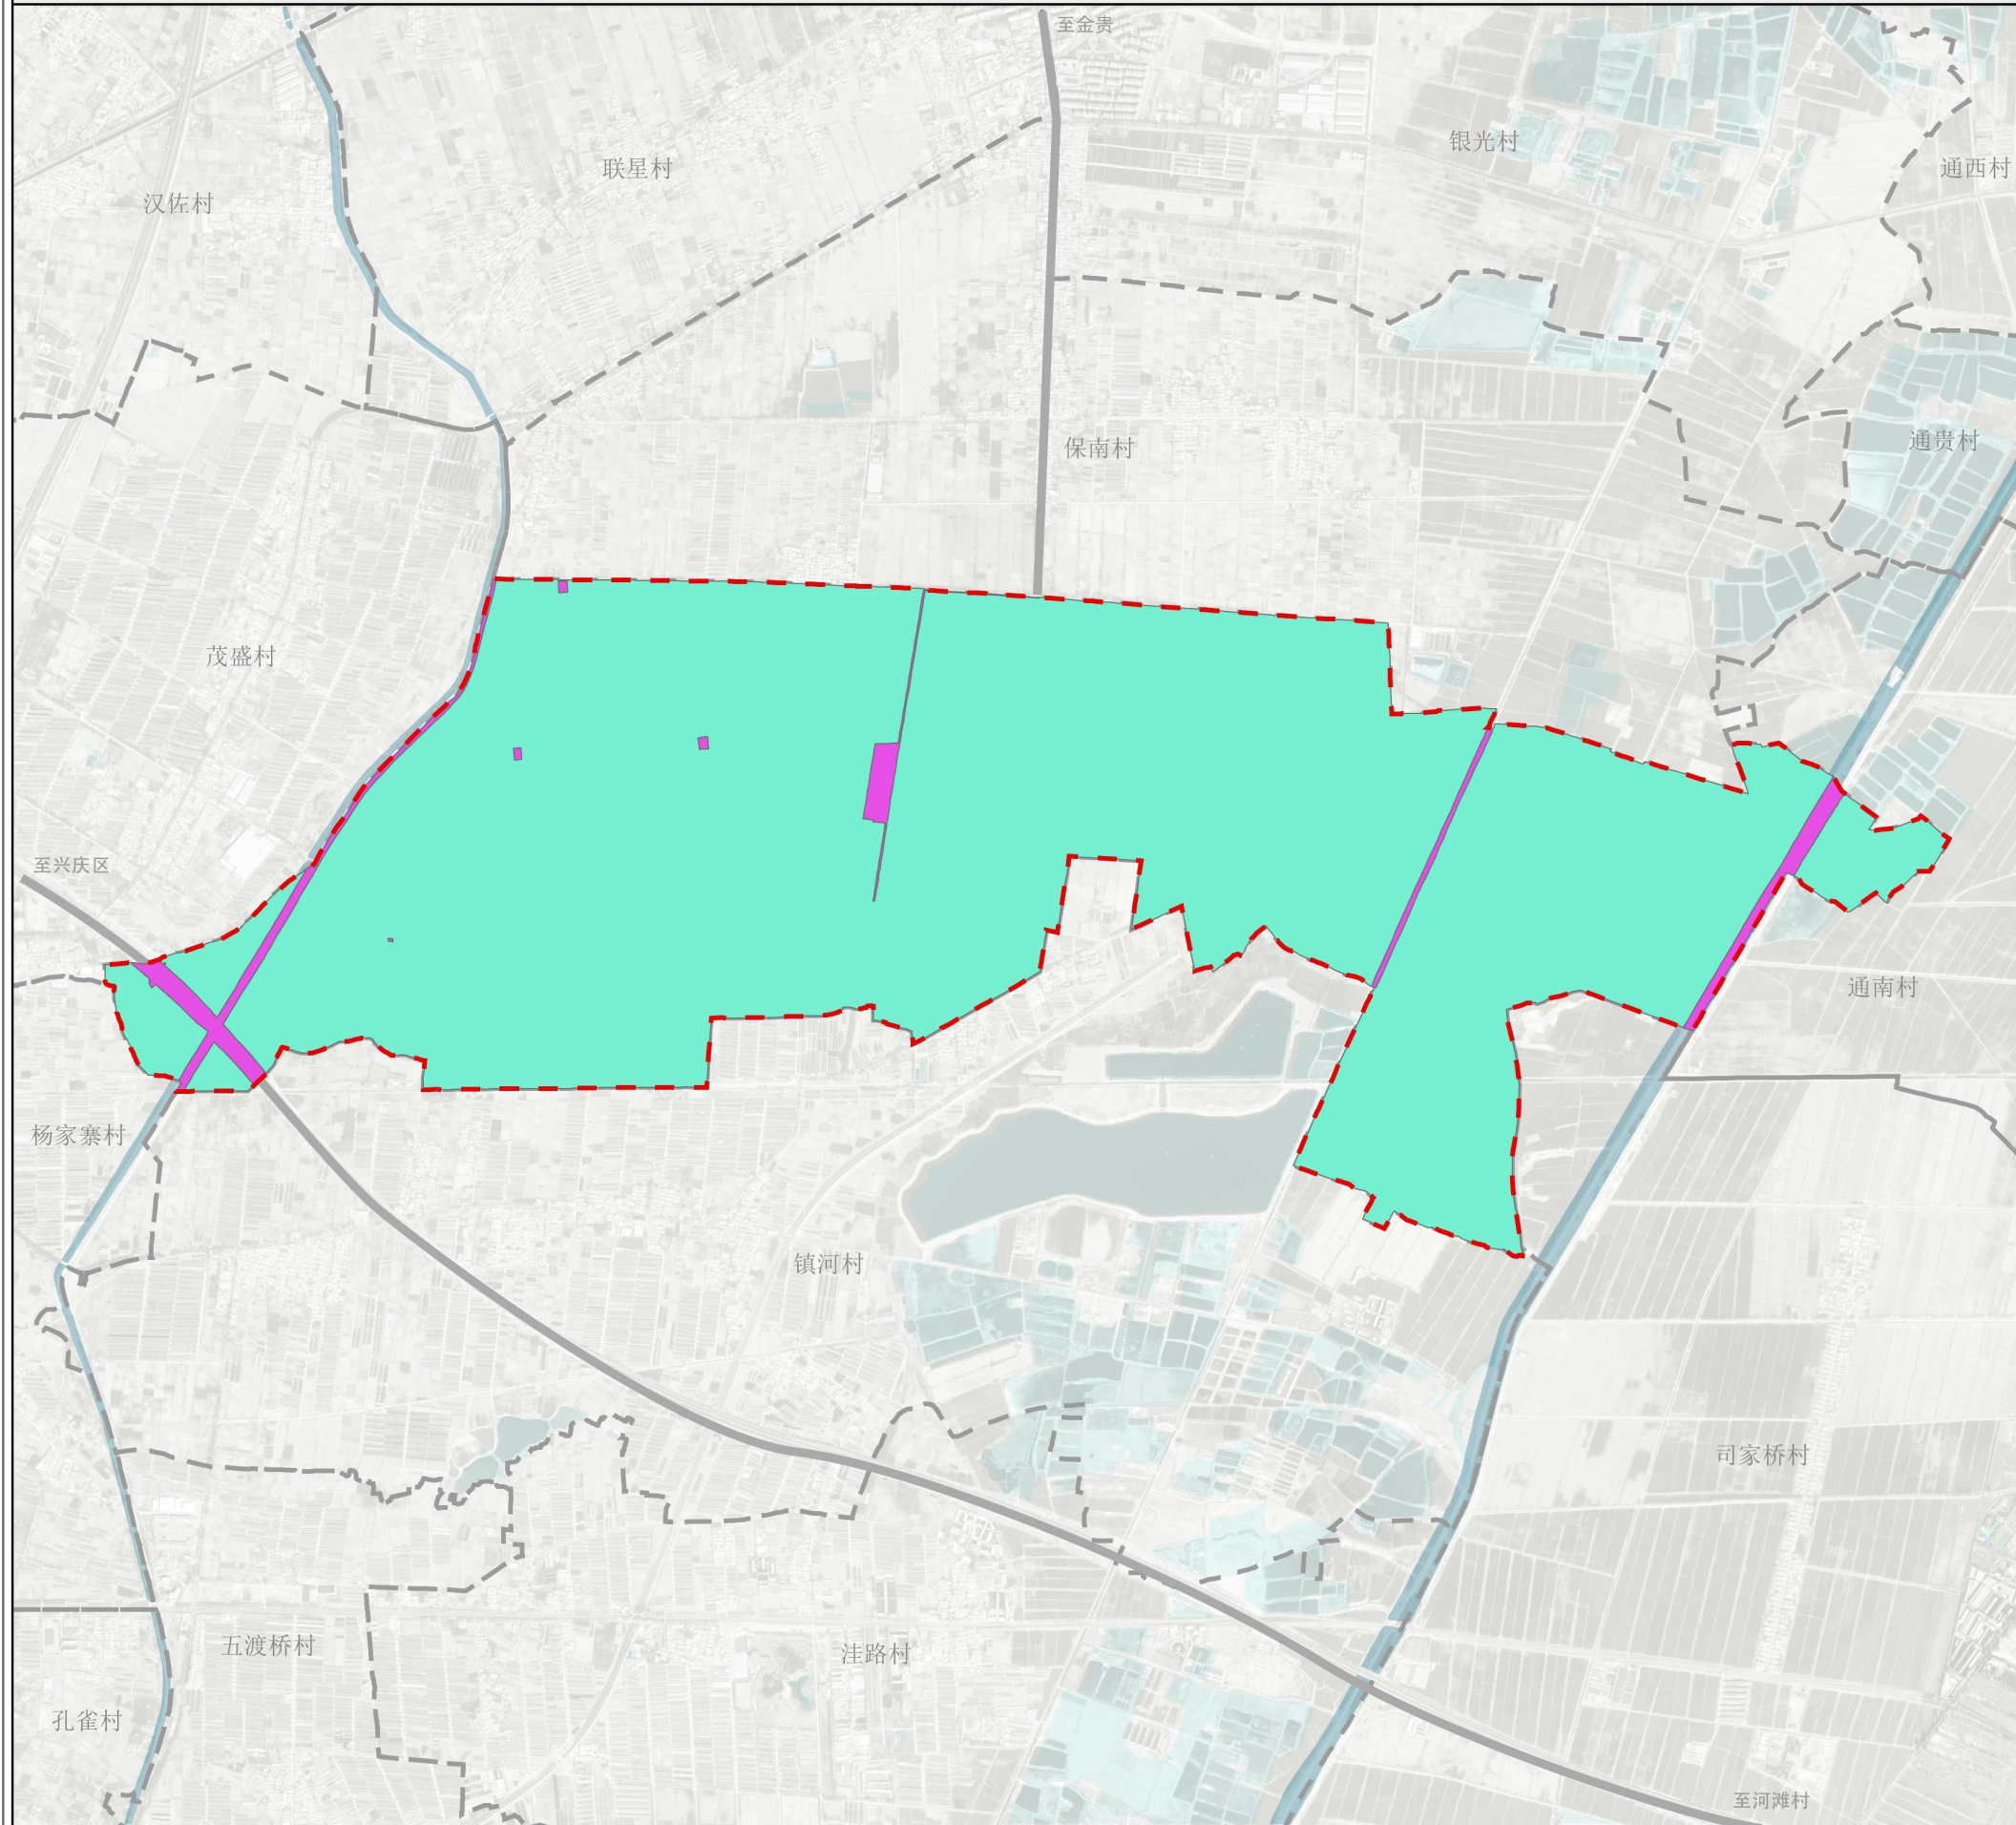 至金贵
银光村
联星村
通西村
汉佐村
通贵村
保南村
茂盛村
至兴庆区
通南村
杨家寨村
镇河村
司家桥村
五渡桥村
洼路村
孔雀村
至河滩村